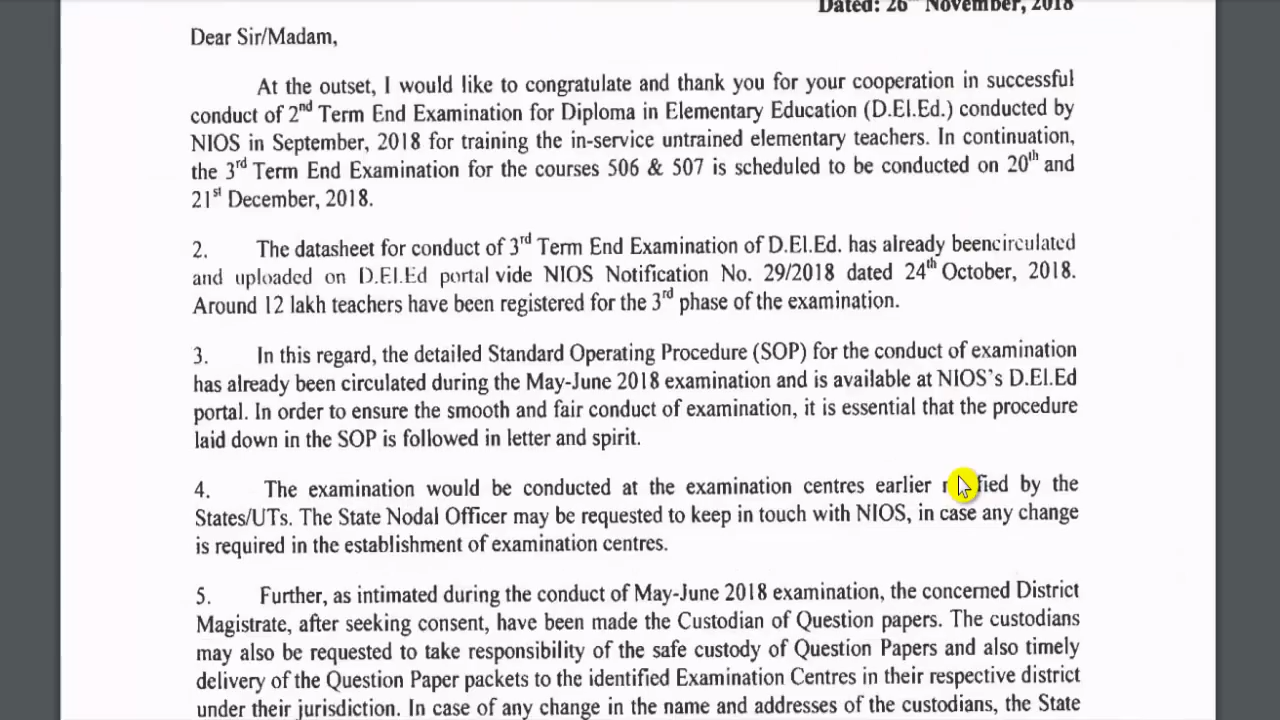 Dated: 26th November, 2018
Dear Sir/Madam,
At the outset, I would like to congratulate and thank you for your cooperation in successful
conduct of 2nd Term End Examination for Diploma in Elementary Education (D.El.Ed.) conducted by
NIOS in September, 2018 for training the in-service untrained elementary teachers. In continuation,
the 3rd Term End Examination for the courses 506 & 507 is scheduled to be conducted on 20th and
21st December, 2018.
2. The datasheet for conduct of 3rd Term End Examination of D.El.Ed. has already beencirculated
and uploaded on D.El.Ed portal vide NIOS Notification No. 29/2018 dated 24th October, 2018.
Around 12 lakh teachers have been registered for the 3rd phase of the examination.
3. In this regard, the detailed Standard Operating Procedure (SOP) for the conduct of examination
has already been circulated during the May-June 2018 examination and is available at NIOS's D.El.Ed
portal. In order to ensure the smooth and fair conduct of examination, it is essential that the procedure
laid down in the SOP is followed in letter and spirit.
4. The examination would be conducted at the examination centres earlier by the
States/UTs. The State Nodal Officer may be requested to keep in touch with NIOS, in case any change
is required in the establishment of examination centres.
5. Further, as intimated during the conduct of May-June 2018 examination, the concerned District
Magistrate, after seeking consent, have been made the Custodian of Question papers. The custodians
may also be requested to take responsibility of the safe custody of Question Papers and also timely
delivery of the Question Paper packets to the identified Examination Centres in their respective district
under their jurisdiction. In case of any change in the name and addresses of the custodians, the State